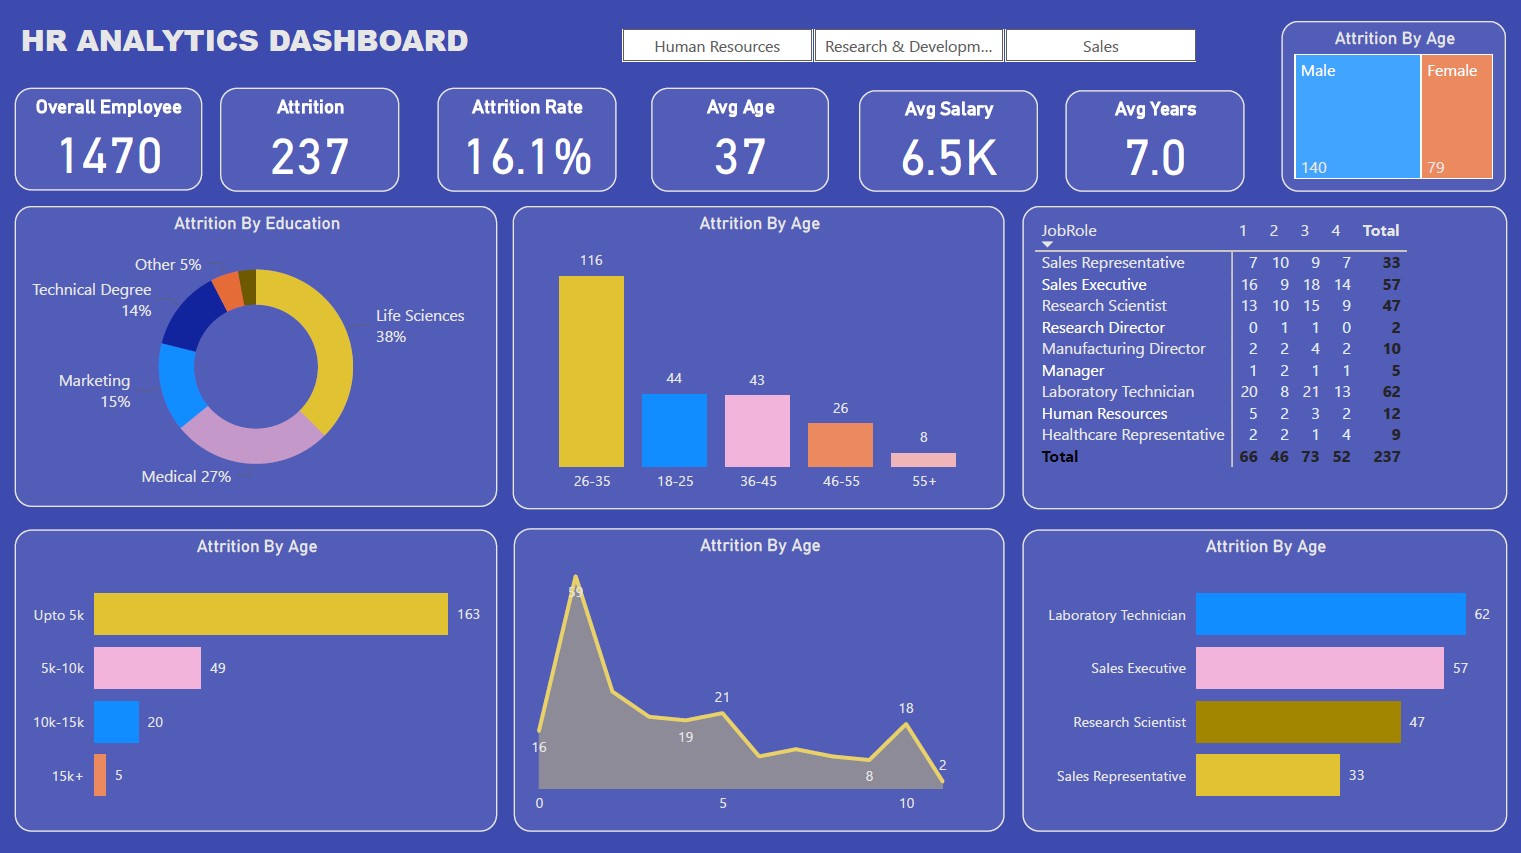 HR ANALYTICS DASHBOARD
Human Resources
Research & Developm...
Sales
Attrition By Age
Male
Female
140
79
Overall Employee
1470
Attrition
237
Attrition Rate
16.1%
Avg Age
37
Avg Salary
6.5K
Avg Years
7.0
Attrition By Education
Other 5%
Technical Degree
14%
Life Sciences
38%
Marketing
15%
Medical 27%
Attrition By Age
116
44
43
26
8
26-35
18-25
36-45
46-55
55+
JobRole 1 2 3 4 Total
Sales Representative 7 10 9 7 33
Sales Executive 16 9 18 14 57
Research Scientist 13 10 15 9 47
Research Director 0 1 1 0 2
Manufacturing Director 2 2 4 2 10
Manager 1 2 1 1 5
Laboratory Technician 20 8 21 13 62
Human Resources 5 2 3 2 12
Healthcare Representative 2 2 1 4 9
Total 66 46 73 52 237
Attrition By Age
Upto 5k 163
5k-10k 49
10k-15k 20
15k+ 5
Attrition By Age
59
21
18
19
16
2
8
0
5
10
Attrition By Age
Laboratory Technician 62
Sales Executive 57
Research Scientist 47
Sales Representative 33